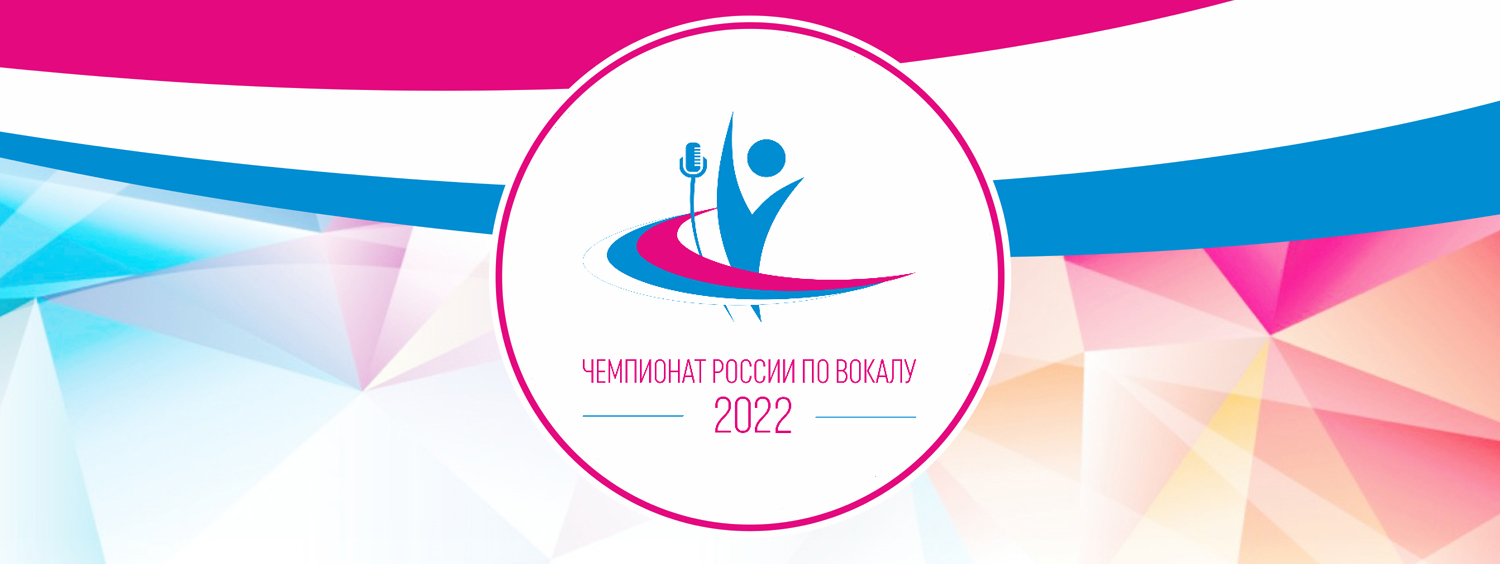 ЧЕМПИОНАТ РОССИИ ПО ВОКАЛУ
2022